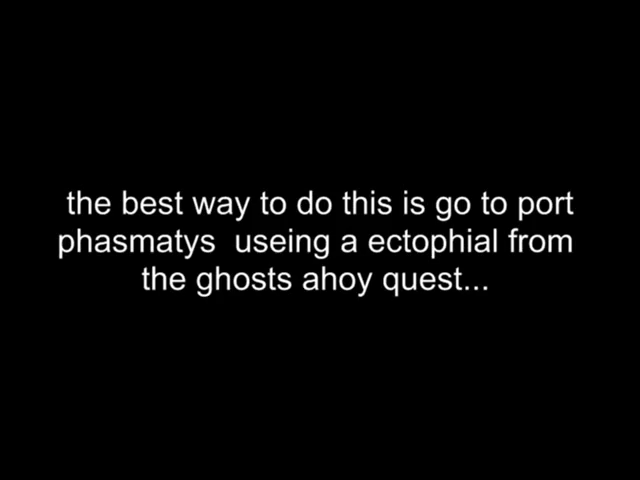 the best way to do this is go to port
phasmatys  useing a ectophial from
the ghosts ahoy quest...